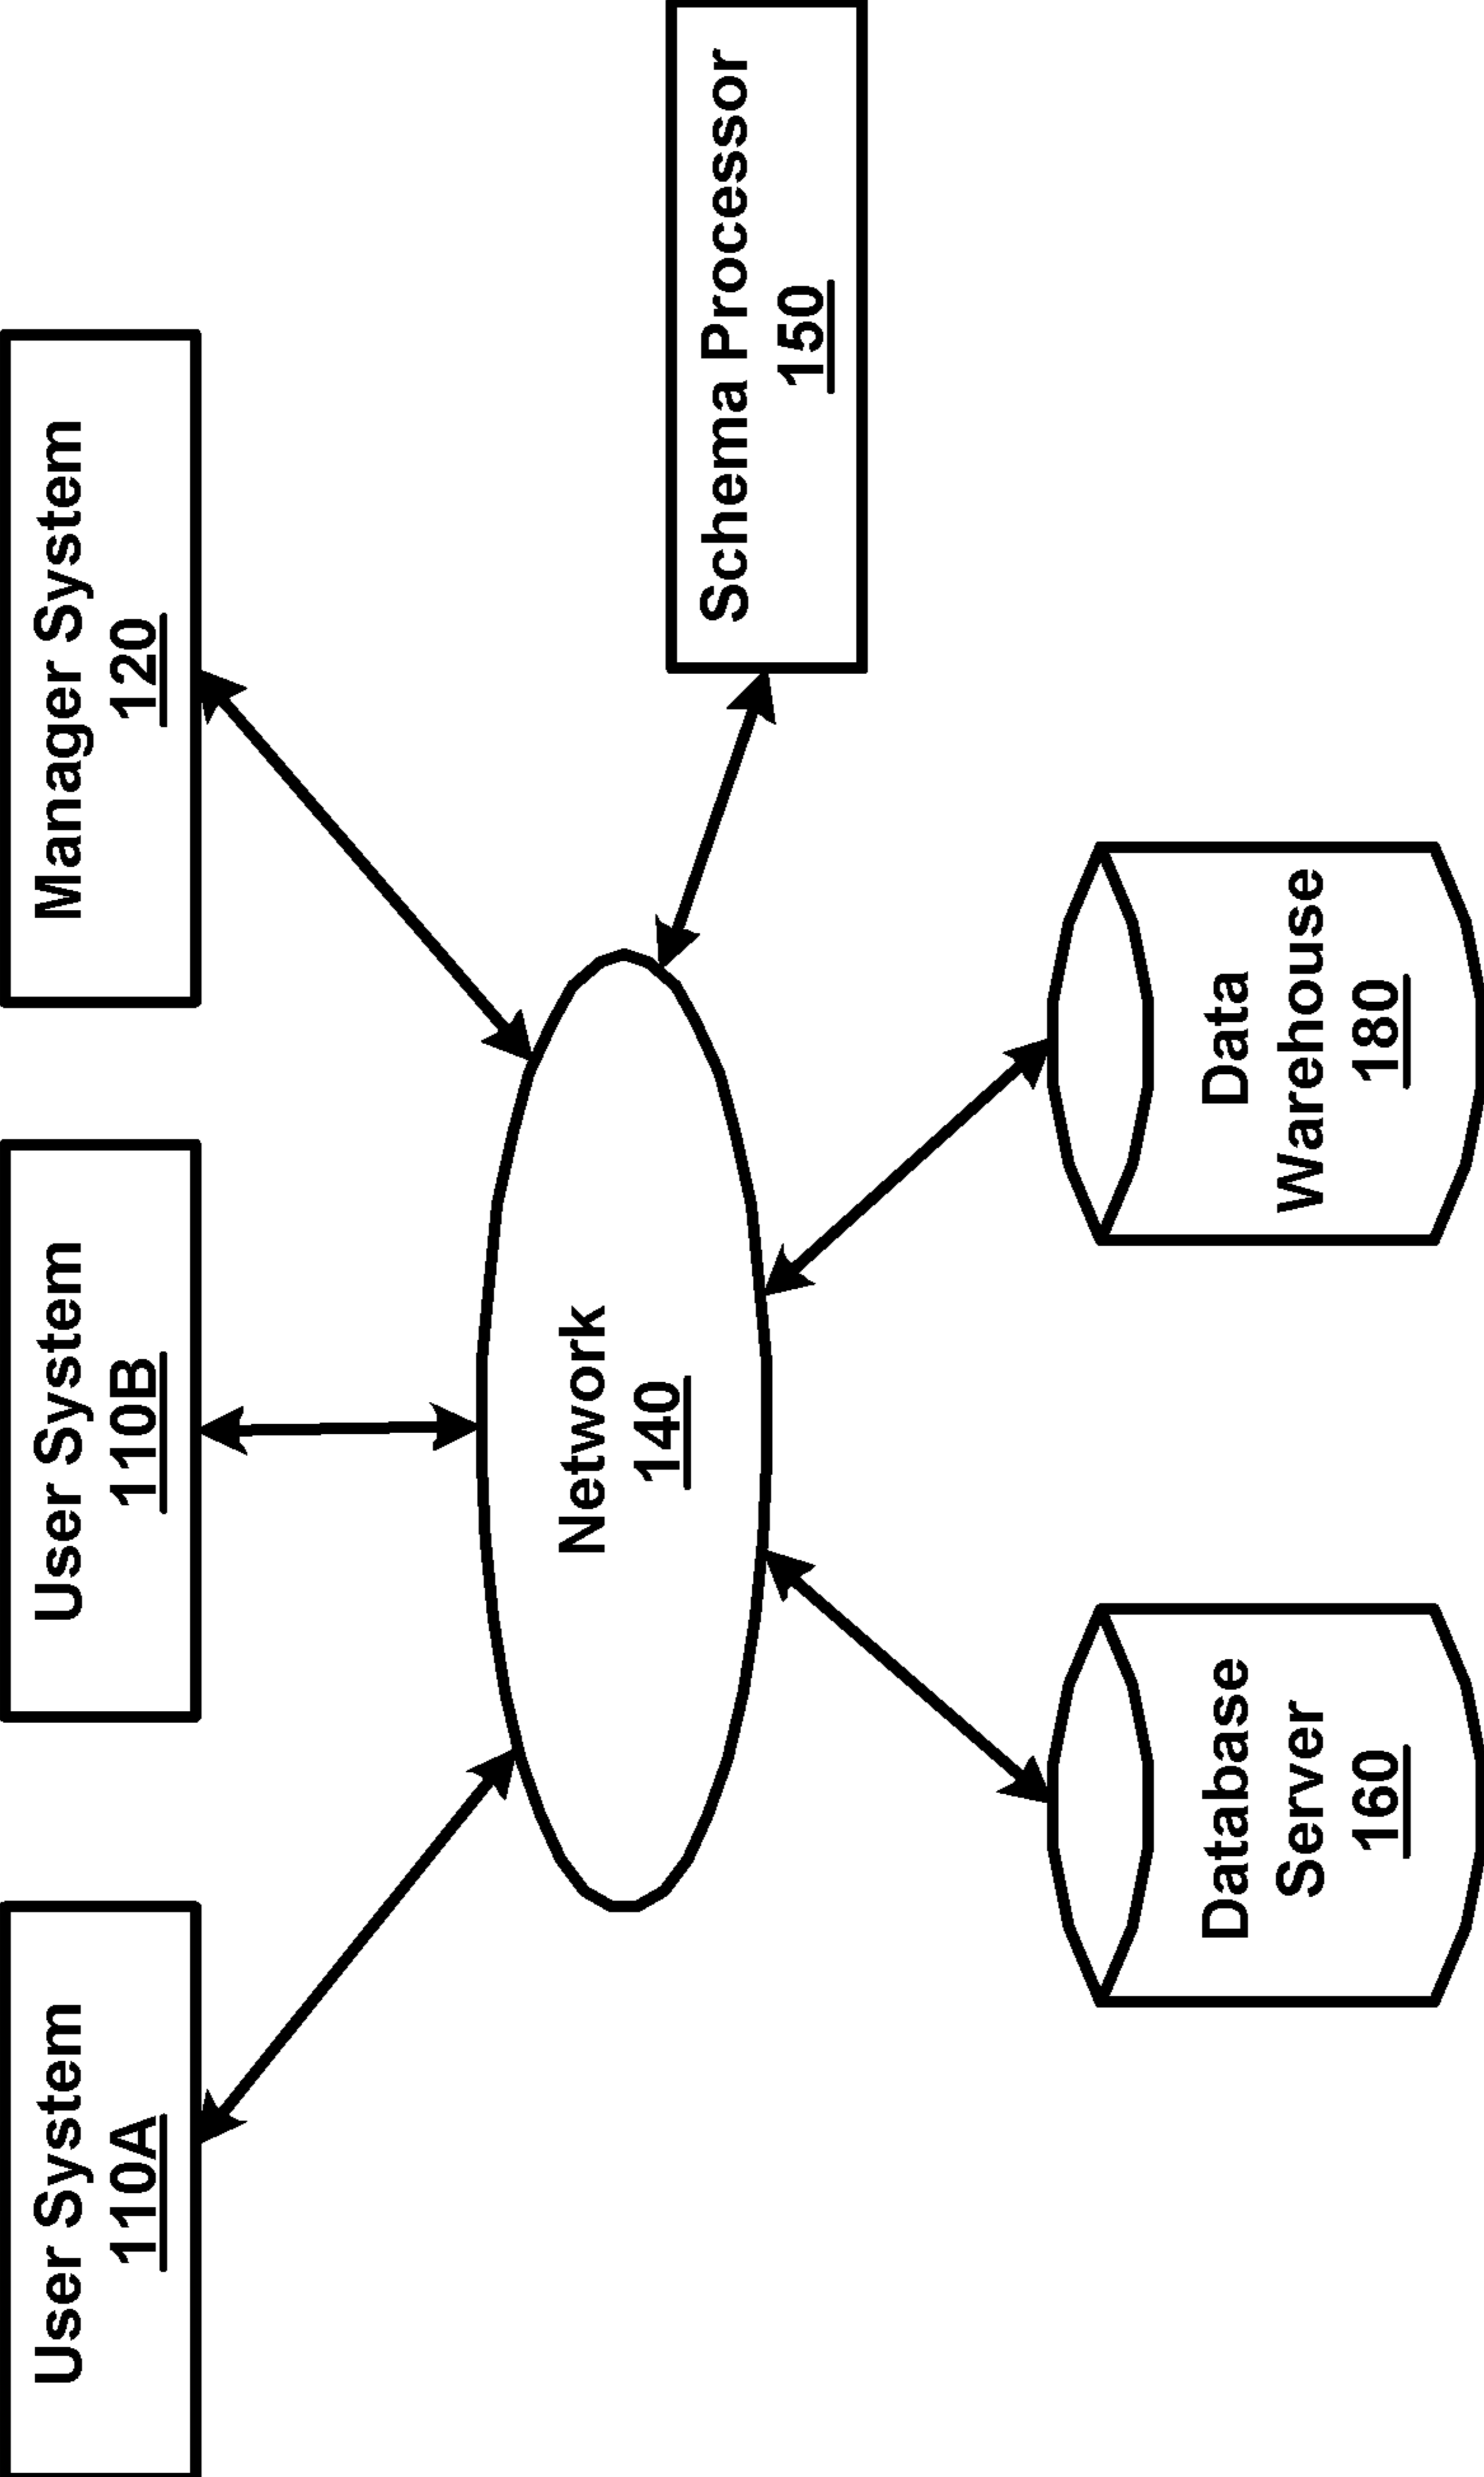 User System
110A
User System
110B
Manager System
120
Network
140
Schema Processor
150
Database
Server
160
Data
Warehouse
180